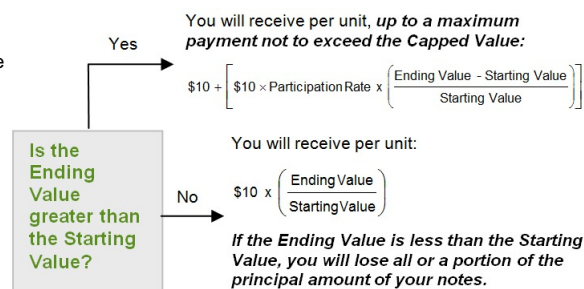 You will receive per unit, up to a maximum
payment not to exceed the Capped Value:
Yes
e
$10 + [ $10 × Participation Rate x ( Ending Value - Starting Value
Starting Value ) ]
Is the
Ending
Value
greater than
the Starting
Value?
No
You will receive per unit:
$10 x ( Ending Value
Starting Value )
If the Ending Value is less than the Starting
Value, you will lose all or a portion of the
principal amount of your notes.